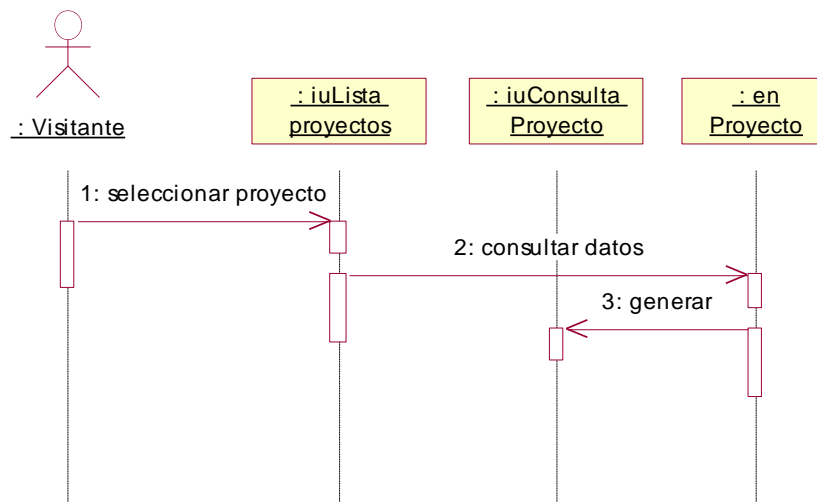 : Visitante
: iuLista
proyectos
: iuConsulta
Proyecto
: en
Proyecto
1: seleccionar proyecto
2: consultar datos
3: generar